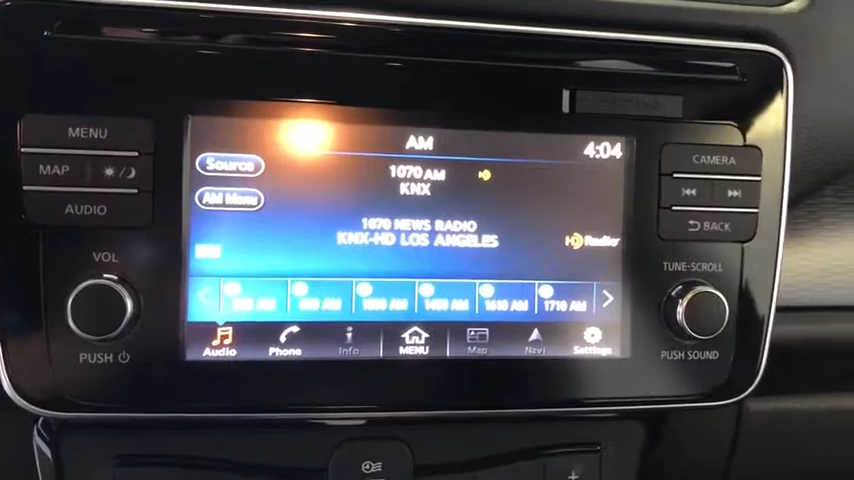 MENU
MAP
AUDIO
VOL
PUSH
AM
4:04
Source
1070 AM
KNX
AM Menu
1070 NEWS RADIO
KNX-HD LOS ANGELES
HD Radio
1710 AM
Audio
Phone
Info
MENU
Map
Navi
Settings
CAMERA
BACK
TUNE·SCROLL
PUSH SOUND